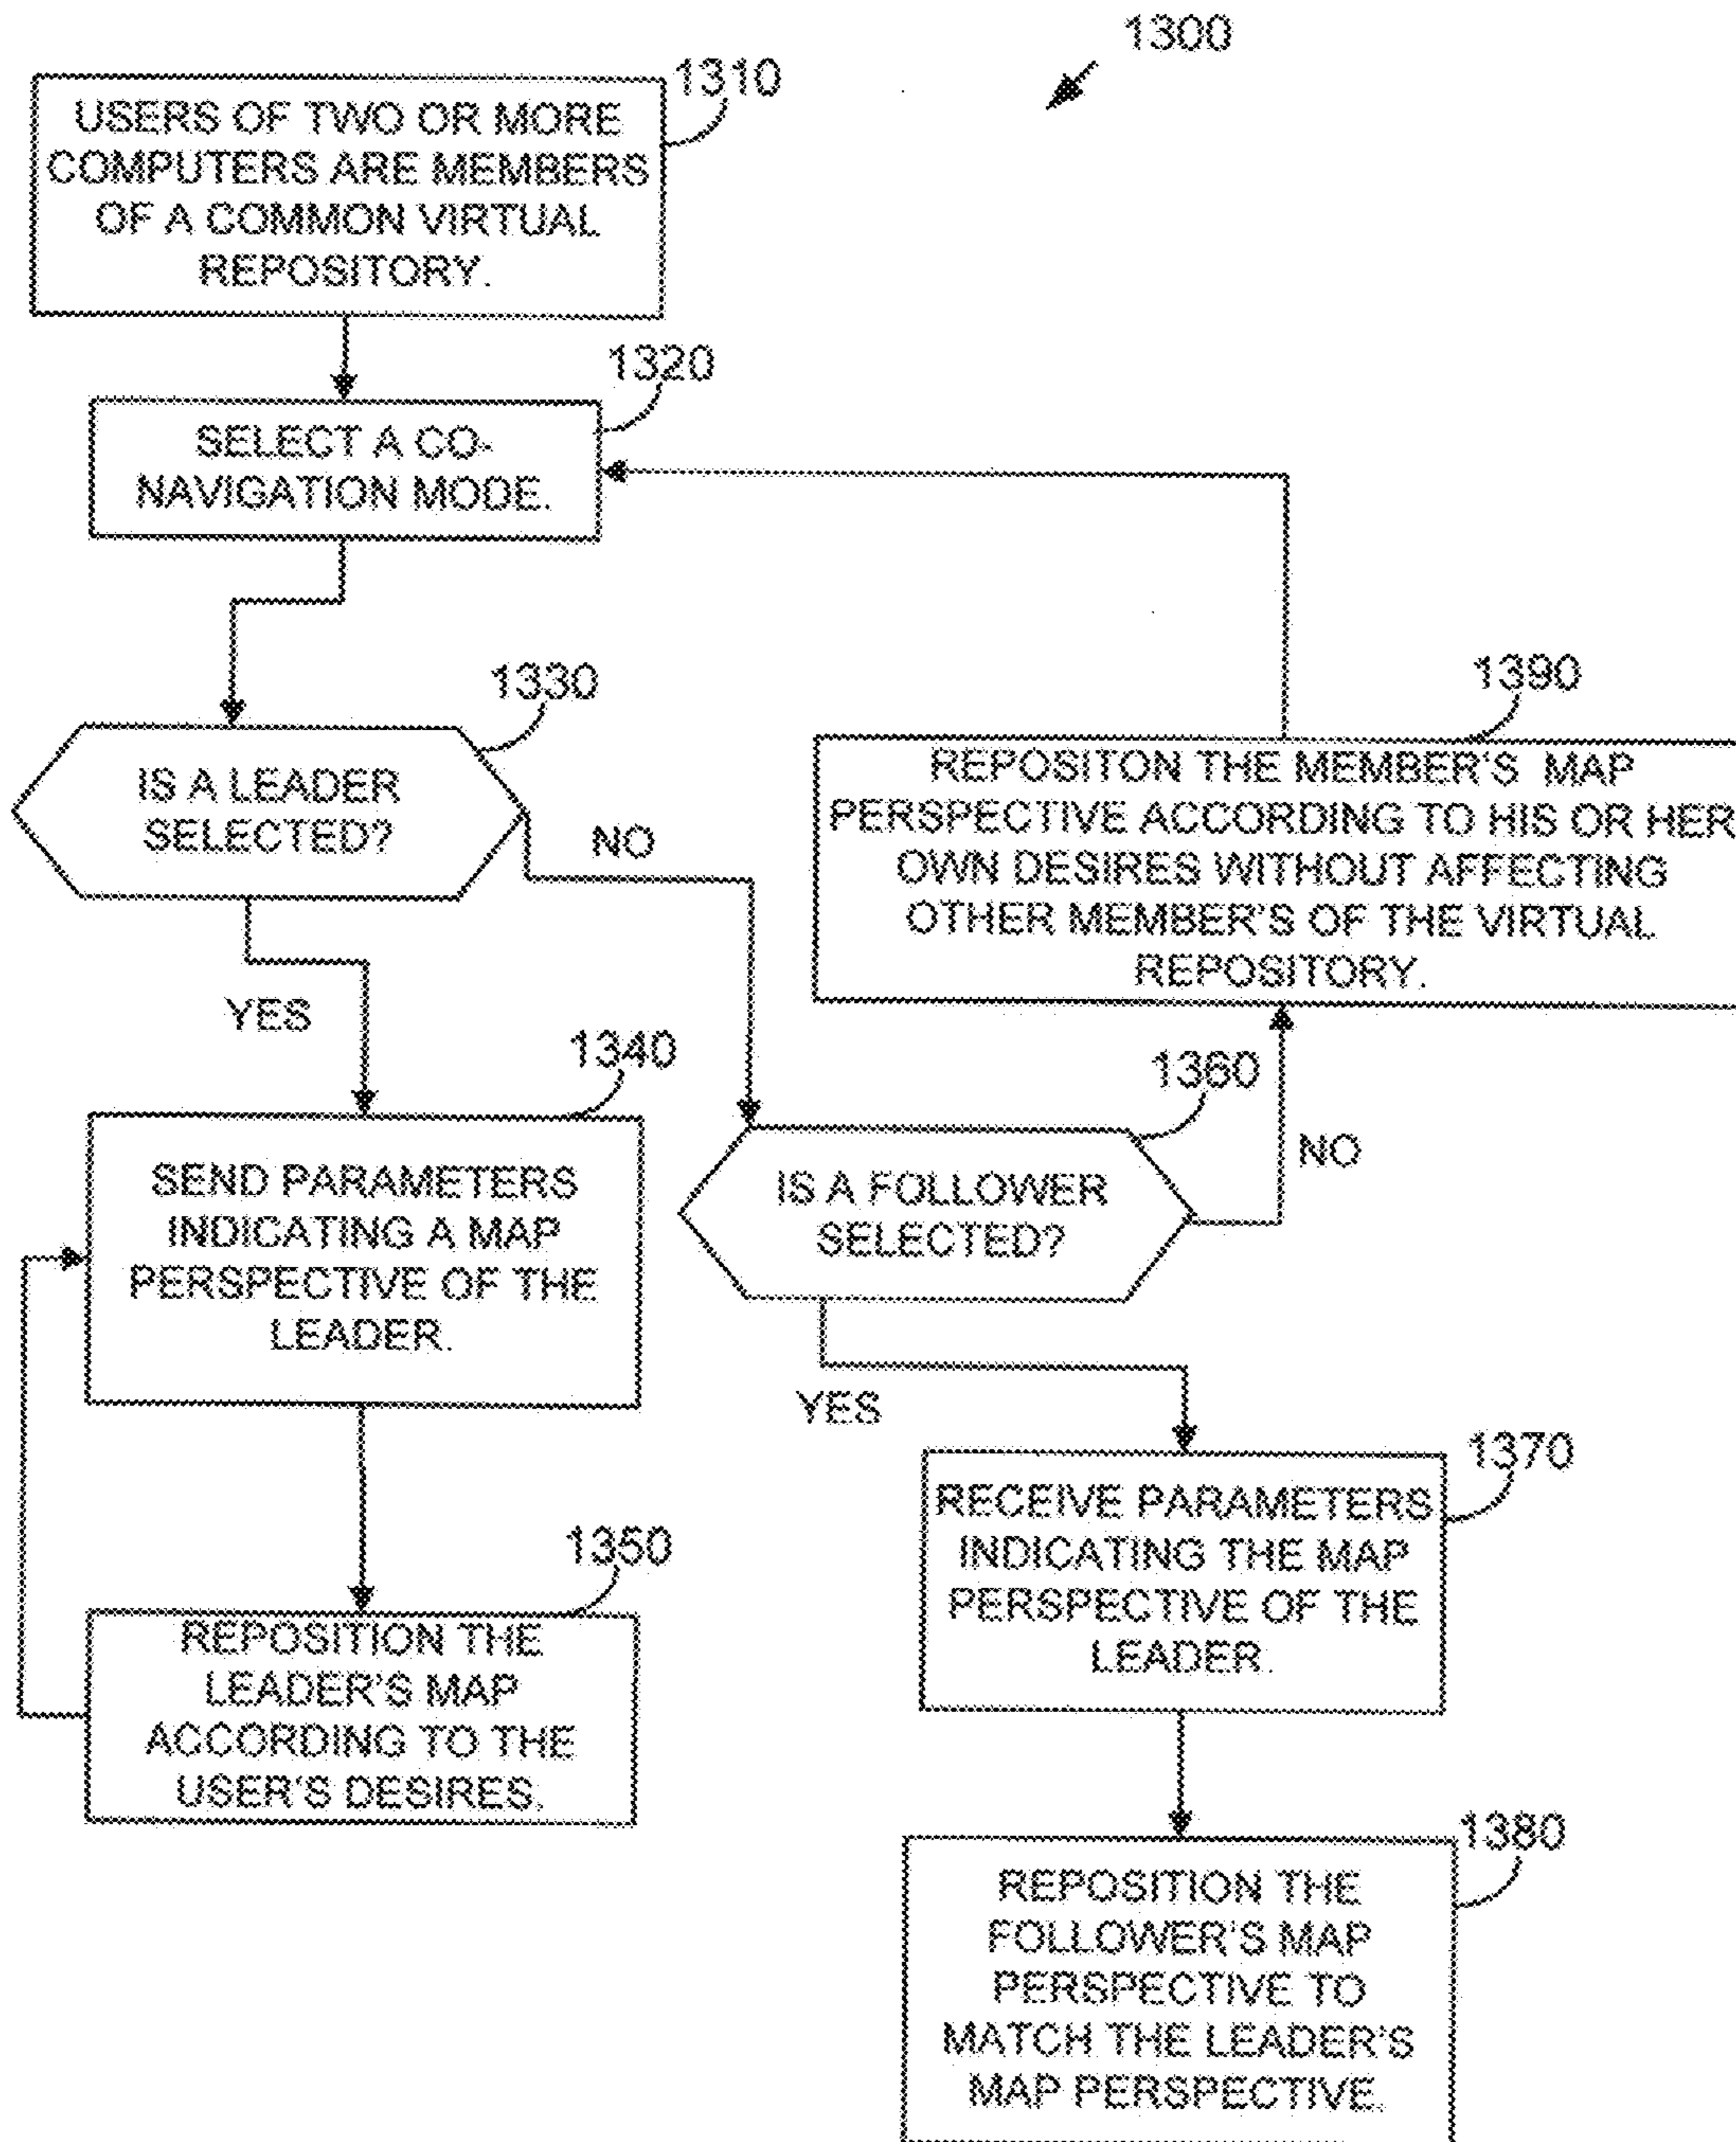 1300
1310
USERS OF TWO OR MORE
COMPUTERS ARE MEMBERS
OF A COMMON VIRTUAL
REPOSITORY.
1320
SELECT A CO-
NAVIGATION MODE.
1330
IS A LEADER
SELECTED?
NO
YES
1390
REPOSITON THE MEMBER'S MAP
PERSPECTIVE ACCORDING TO HIS OR HER
OWN DESIRES WITHOUT AFFECTING
OTHER MEMBER'S OF THE VIRTUAL
REPOSITORY.
1340
SEND PARAMETERS
INDICATING A MAP
PERSPECTIVE OF THE
LEADER.
1360
IS A FOLLOWER
SELECTED?
NO
YES
1350
REPOSITION THE
LEADER'S MAP
ACCORDING TO THE
USER'S DESIRES.
1370
RECEIVE PARAMETERS
INDICATING THE MAP
PERSPECTIVE OF THE
LEADER.
1380
REPOSITION THE
FOLLOWER'S MAP
PERSPECTIVE TO
MATCH THE LEADER'S
MAP PERSPECTIVE.